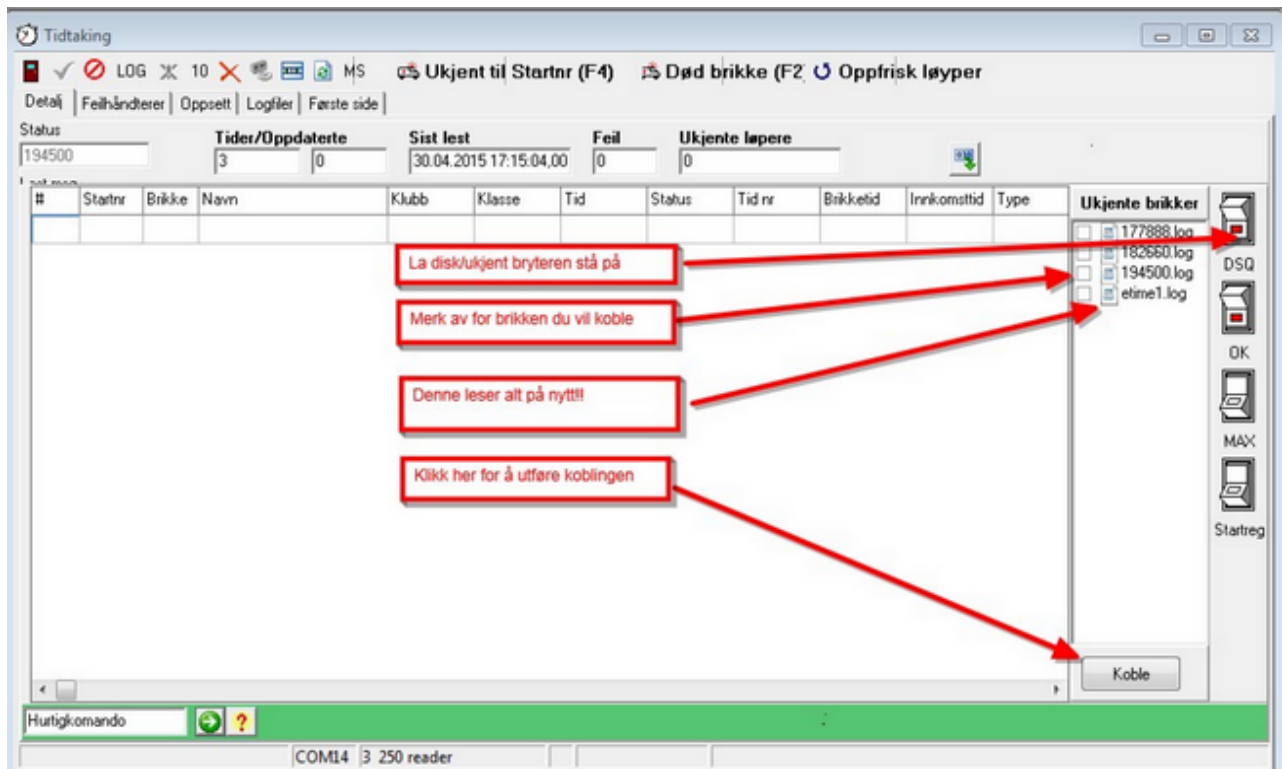 Tidtaking
LOG 10 MS Ukjent til Startnr (F4) Død brikke (F2 Oppfrisk løyper
Detalj Feilhåndterer Oppsett Logfiler Første side
Status Tider/Oppdaterte Sist lest Feil Ukjente løpere
194500 3 0 30.04.2015 17:15:04,00 0 0
# Startnr Brikke Navn Klubb Klasse Tid Status Tid nr Brikketid Innkomsttid Type Ukjente brikker
177888.log
182660.log
194500.log
etime1.log
DSQ
OK
MAX
Startreg
La disk/ukjent bryteren stå på
Merk av for brikken du vil koble
Denne leser alt på nytt!!
Klikk her for å utføre koblingen
Koble
Hurtigkomando ?
COM14 3 250 reader